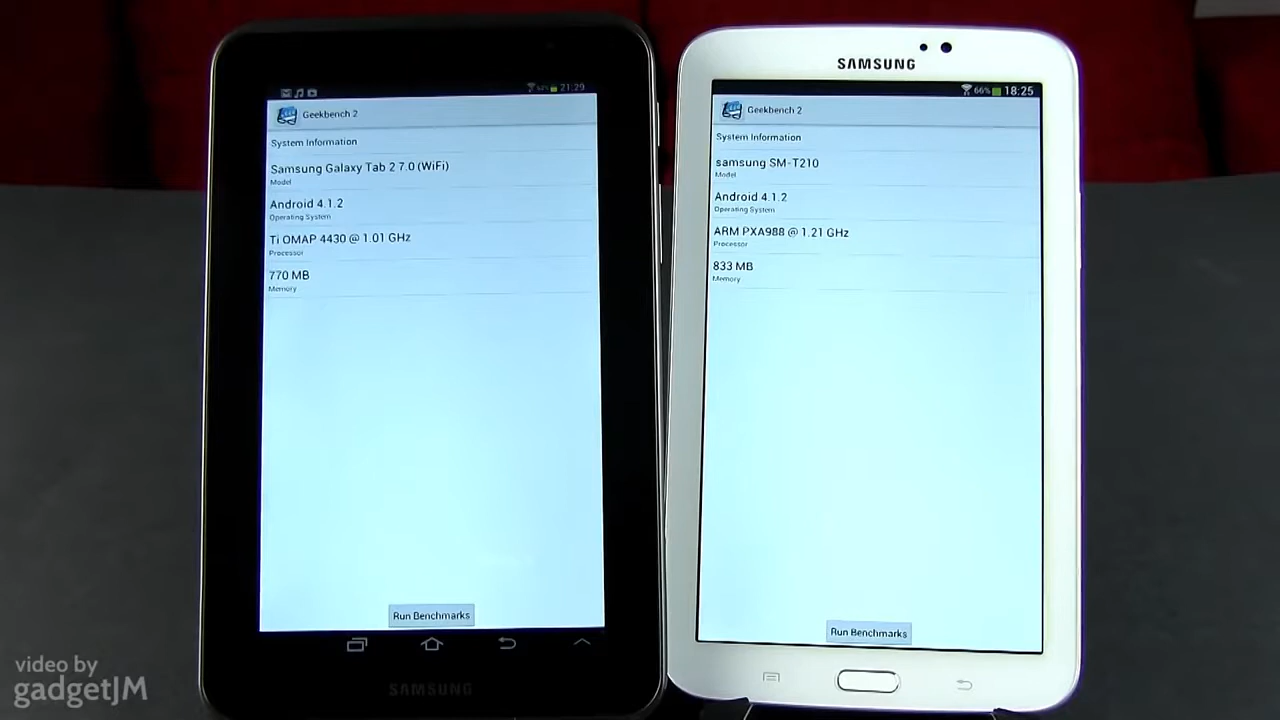 21:29
Geekbench 2
System Information
Samsung Galaxy Tab 2 7.0 (WiFi)
Model
Android 4.1.2
Operating System
Ti OMAP 4430 @ 1.01 GHz
Processor
770 MB
Memory
Run Benchmarks
SAMSUNG
SAMSUNG
66% 18:25
Geekbench 2
System Information
samsung SM-T210
Model
Android 4.1.2
Operating System
ARM PXA988 @ 1.21 GHz
Processor
833 MB
Memory
Run Benchmarks
video by
gadgetJM